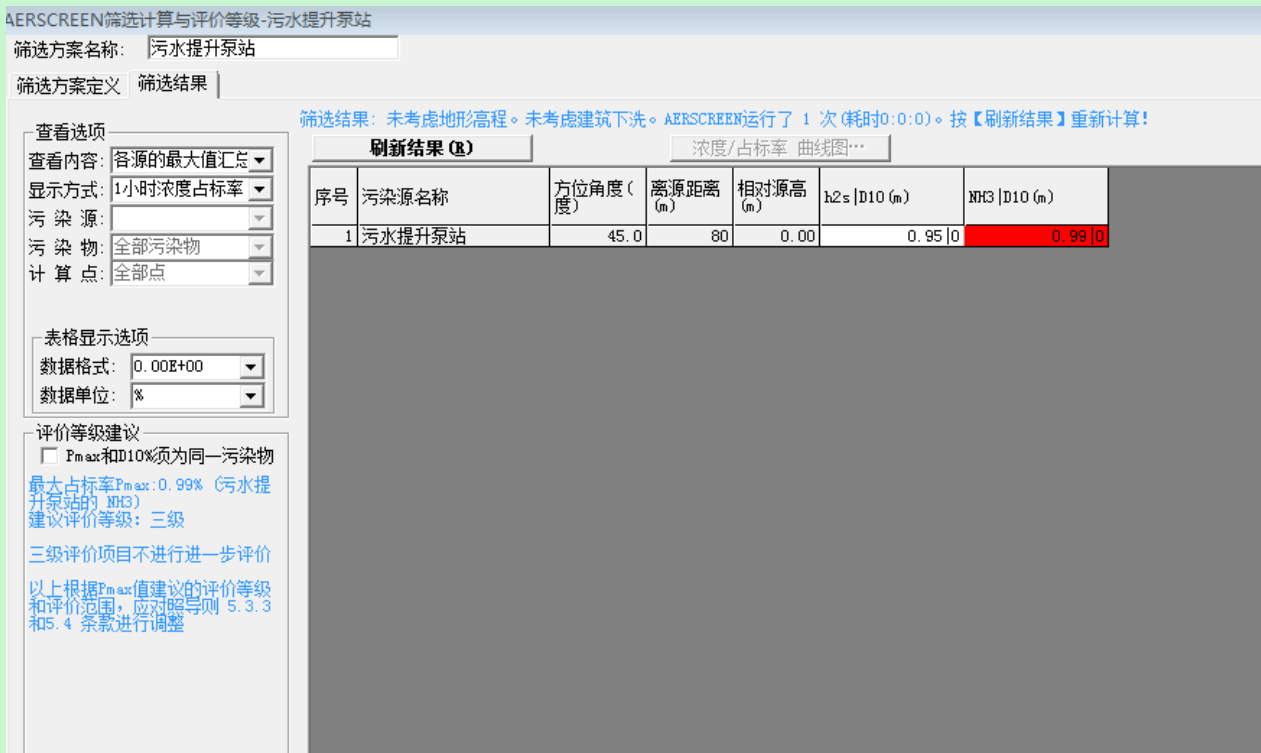 AERSCREEN筛选计算与评价等级-污水提升泵站
筛选方案名称: 污水提升泵站
筛选方案定义 筛选结果
筛选结果: 未考虑地形高程。未考虑建筑下洗。AERSCREEN运行了 1 次(耗时0:0:0)。按【刷新结果】重新计算!
查看选项
查看内容: 各源的最大值汇总
显示方式: 1小时浓度占标率
污 染 源:
污 染 物: 全部污染物
计 算 点: 全部点
表格显示选项
数据格式: 0.00E+00
数据单位: %
评价等级建议
Pmax和D10%须为同一污染物
最大占标率Pmax:0.99% (污水提
升泵站的 NH3)
建议评价等级: 三级
三级评价项目不进行进一步评价
以上根据Pmax值建议的评价等级
和评价范围,应对照导则 5.3.3
和5.4 条款进行调整
刷新结果(R) 浓度/占标率 曲线图…
序号 污染源名称 方位角度(度) 离源距离(m) 相对源高(m) h2s|D10(m) NH3|D10(m)
1 污水提升泵站 45.0 80 0.00 0.95|0 0.99|0